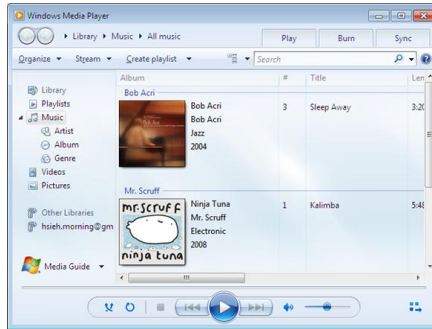 Windows Media Player
Library Music All music Play Burn Sync
Organize Stream Create playlist Search
Album # Title
Library
Playlists
Music
Artist
Album
Genre
Videos
Pictures
Other Libraries
hsieh.morning@gm
Media Guide
Bob Acri
Bob Acri 3 Sleep Away 3:20
Bob Acri
Jazz
2004
Mr. Scruff
mr.scruff
ninja tuna
Ninja Tuna 1 Kalimba 5:48
Mr. Scruff
Electronic
2008